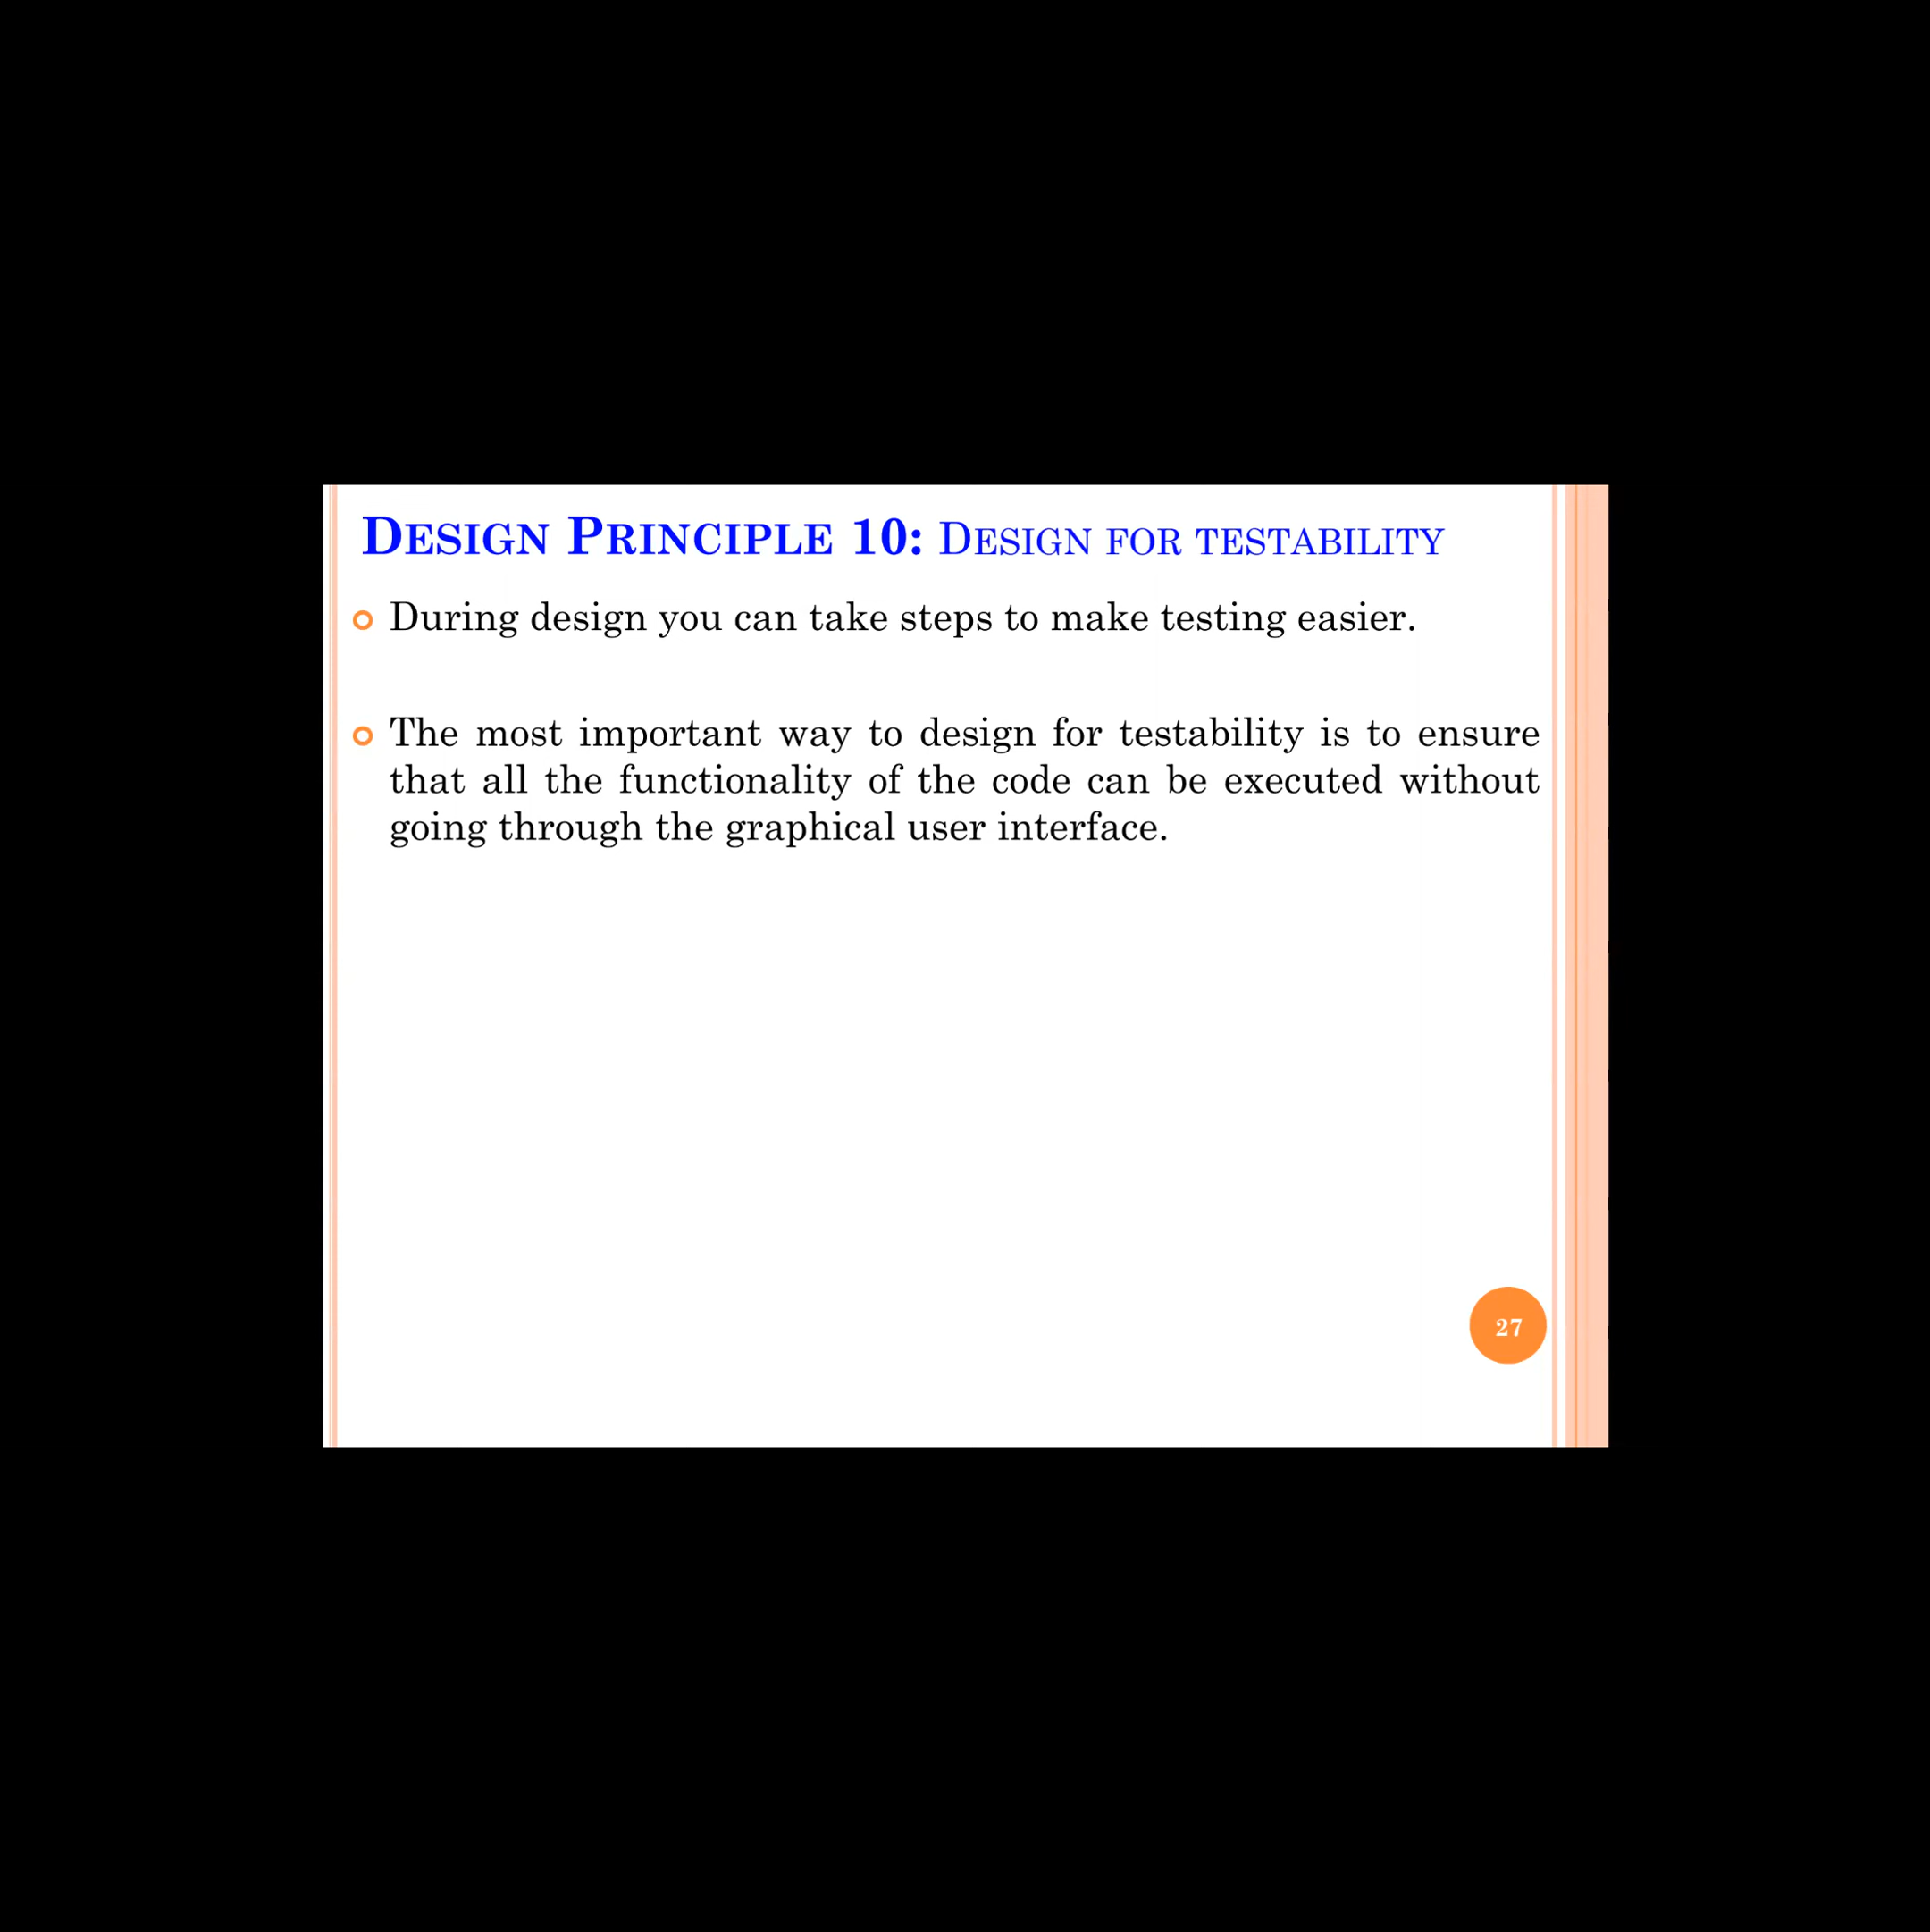 DESIGN PRINCIPLE 10: DESIGN FOR TESTABILITY
During design you can take steps to make testing easier.
The most important way to design for testability is to ensure
that all the functionality of the code can be executed without
going through the graphical user interface.
27